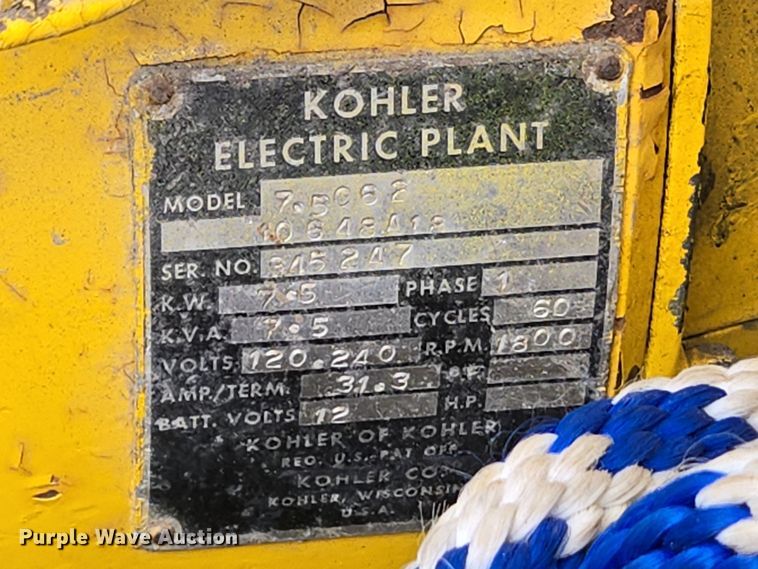 KOHLER
ELECTRIC PLANT
MODEL 7.5C62
10648A12
SER. NO. 345247
K.W. 7.5 PHASE 1
K.V.A. 7.5 CYCLES 60
VOLTS 120.240 R.P.M. 1800
AMP/TERM. 31.3 P.F.
BATT. VOLTS 12 H.P.
KOHLER OF KOHLER
REG. U.S. PAT OFF.
KOHLER CO.
KOHLER, WISCONSIN
U.S.A.
Purple Wave Auction